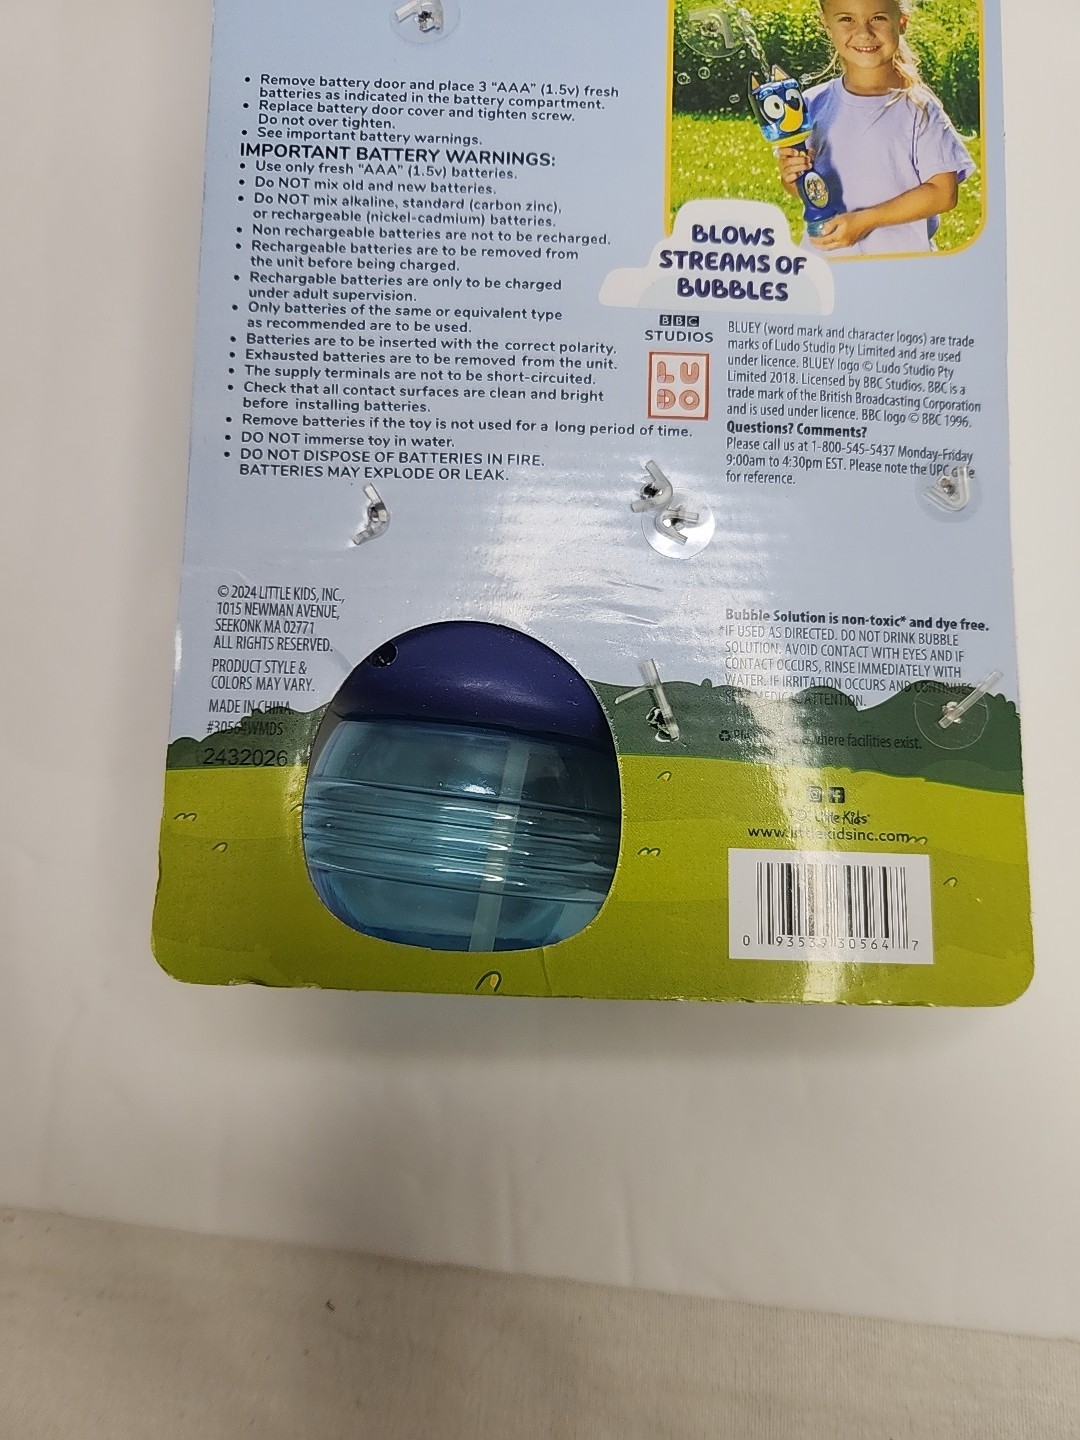 • Remove battery door and place 3 “AAA” (1.5v) fresh
batteries as indicated in the battery compartment.
• Replace battery door cover and tighten screw.
Do not over tighten.
• See important battery warnings.
IMPORTANT BATTERY WARNINGS:
• Use only fresh “AAA” (1.5v) batteries.
• Do NOT mix old and new batteries.
• Do NOT mix alkaline, standard (carbon zinc),
or rechargeable (nickel-cadmium) batteries.
• Non rechargeable batteries are not to be recharged.
• Rechargeable batteries are to be removed from
the unit before being charged.
• Rechargable batteries are only to be charged
under adult supervision.
• Only batteries of the same or equivalent type
as recommended are to be used.
• Batteries are to be inserted with the correct polarity.
• Exhausted batteries are to be removed from the unit.
• The supply terminals are not to be short-circuited.
• Check that all contact surfaces are clean and bright
before installing batteries.
• Remove batteries if the toy is not used for a long period of time.
• DO NOT immerse toy in water.
• DO NOT DISPOSE OF BATTERIES IN FIRE.
BATTERIES MAY EXPLODE OR LEAK.
BLOWS
STREAMS OF
BUBBLES
BBC
STUDIOS
LU
DO
BLUEY (word mark and character logos) are trade
marks of Ludo Studio Pty Limited and are used
under licence. BLUEY logo © Ludo Studio Pty
Limited 2018. Licensed by BBC Studios. BBC is a
trade mark of the British Broadcasting Corporation
and is used under licence. BBC logo © BBC 1996.
Questions? Comments?
Please call us at 1-800-545-5437 Monday-Friday
9:00am to 4:30pm EST. Please note the UPC
for reference.
© 2024 LITTLE KIDS, INC.,
1015 NEWMAN AVENUE,
SEEKONK MA 02771
ALL RIGHTS RESERVED.
PRODUCT STYLE &
COLORS MAY VARY.
MADE IN CHINA
#30564WMDS
2432026
Bubble Solution is non-toxic* and dye free.
*IF USED AS DIRECTED. DO NOT DRINK BUBBLE
SOLUTION. AVOID CONTACT WITH EYES AND IF
CONTACT OCCURS, RINSE IMMEDIATELY WITH
WATER. IF IRRITATION OCCURS AND CONTINUES
MEDICAL ATTENTION.
where facilities exist.
Little Kids®
www.littlekidsinc.com
0 93539 30564 7